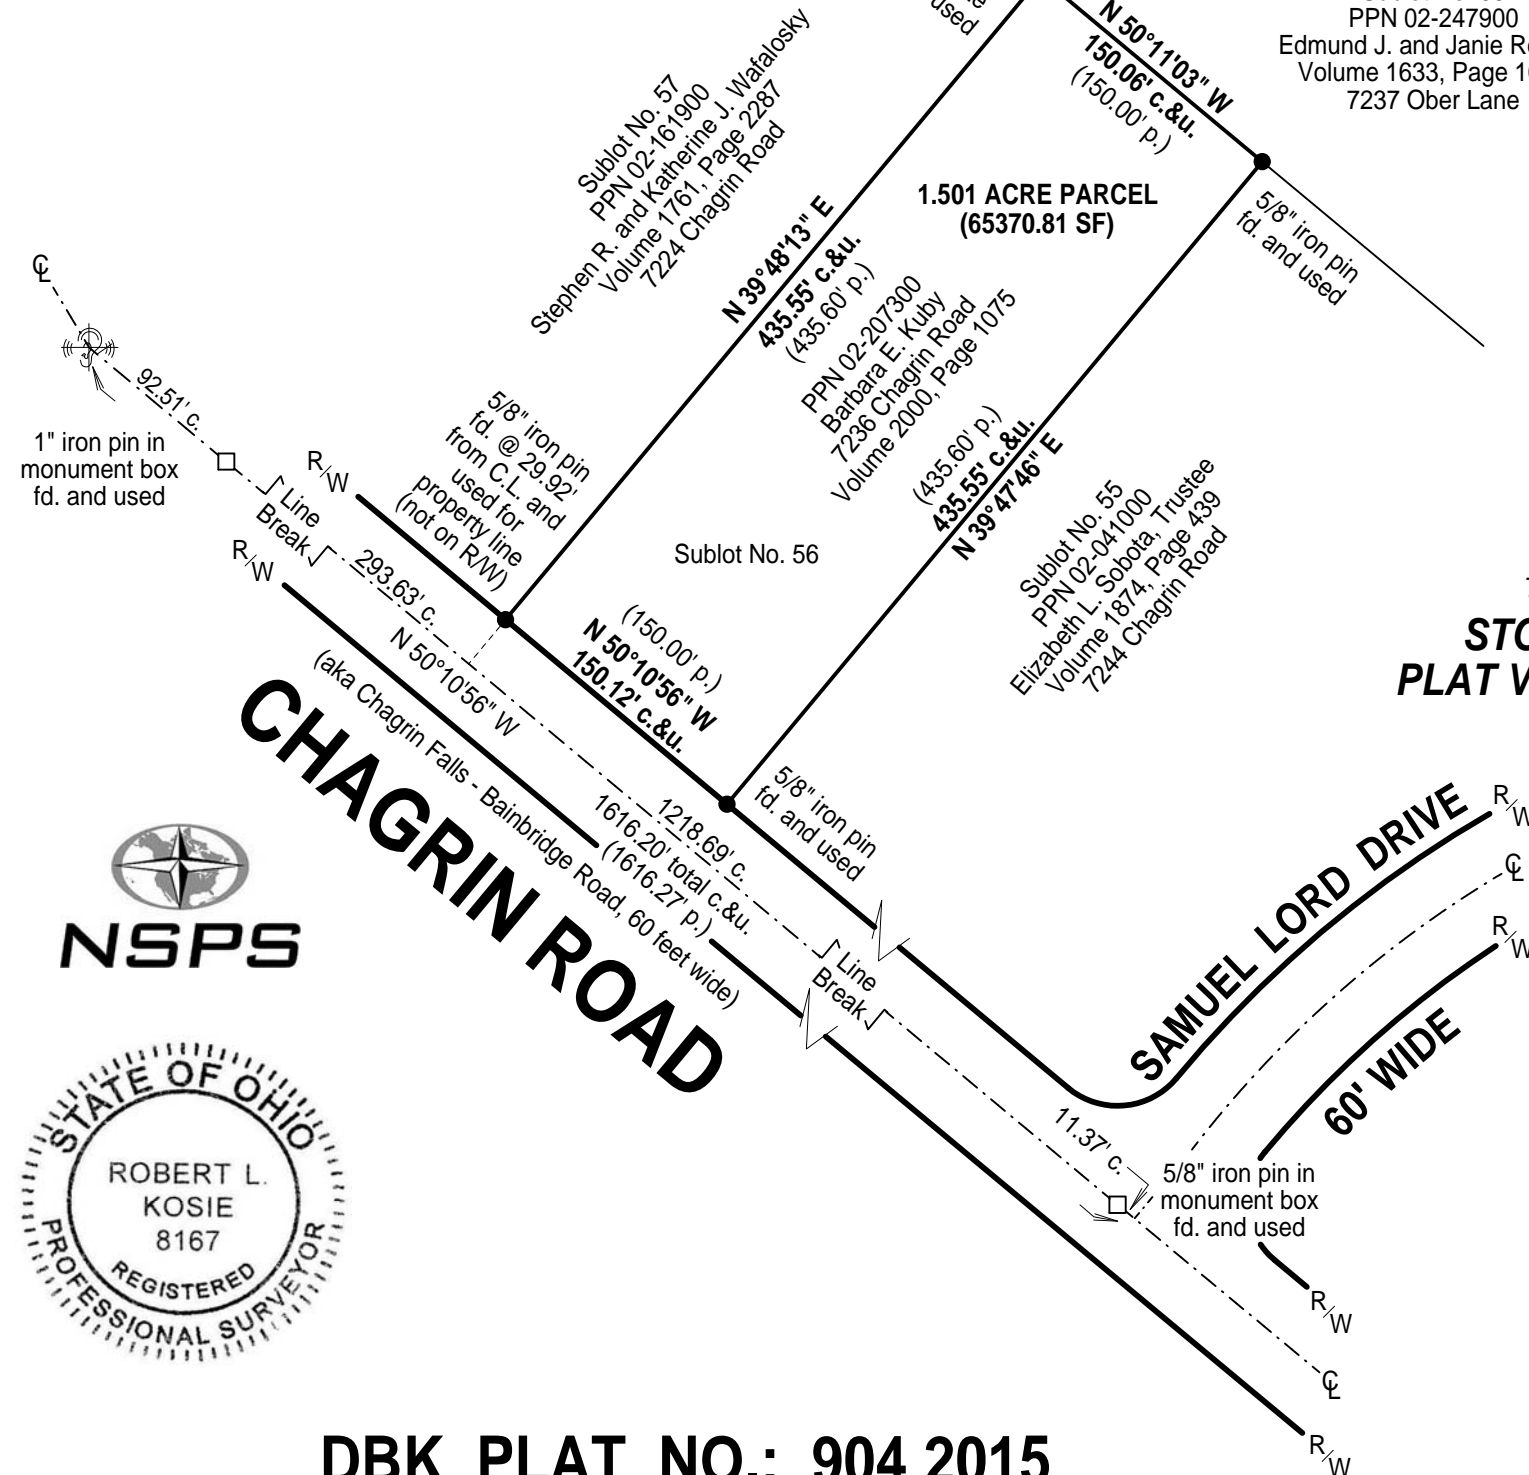 used
N 50°11'03" W
150.06' c.&u.
(150.00' p.)
PPN 02-247900
Edmund J. and Janie
Volume 1633, Page
7237 Ober Lane
Sublot No. 57
PPN 02-161900
Stephen R. and Katherine J. Wafalosky
Volume 1761, Page 2287
7224 Chagrin Road
1.501 ACRE PARCEL
(65370.81 SF)
5/8" iron pin
fd. and used
N 39°48'13" E
435.55' c.&u.
(435.60' p.)
PPN 02-207300
Barbara E. Kuby
7236 Chagrin Road
Volume 2000, Page 1075
(435.60' p.)
435.55' c.&u.
N 39°47'46" E
Sublot No. 55
PPN 02-041000
Elizabeth L. Sobota, Trustee
Volume 1874, Page 439
7244 Chagrin Road
Sublot No. 56
℄
92.51' c.
1" iron pin in
monument box
fd. and used
Line
Break
R/W
R/W
5/8" iron pin
fd. @ 29.92'
from C.L. and
used for
property line
(not on R/W)
293.63' c.
N 50°10'56" W
(150.00' p.)
N 50°10'56" W
150.12' c.&u.
5/8" iron pin
fd. and used
1218.69' c.
1616.20' total c.&u.
(1616.27' p.)
(aka Chagrin Falls - Bainbridge Road, 60 feet wide)
CHAGRIN ROAD
Line
Break
PLAT
SAMUEL LORD DRIVE
60' WIDE
R/W
℄
R/W
11.37' c.
5/8" iron pin in
monument box
fd. and used
R/W
℄
R/W
NSPS
STATE OF OHIO
ROBERT L.
KOSIE
8167
REGISTERED
PROFESSIONAL SURVEYOR
DBK PLAT NO.: 904 2015